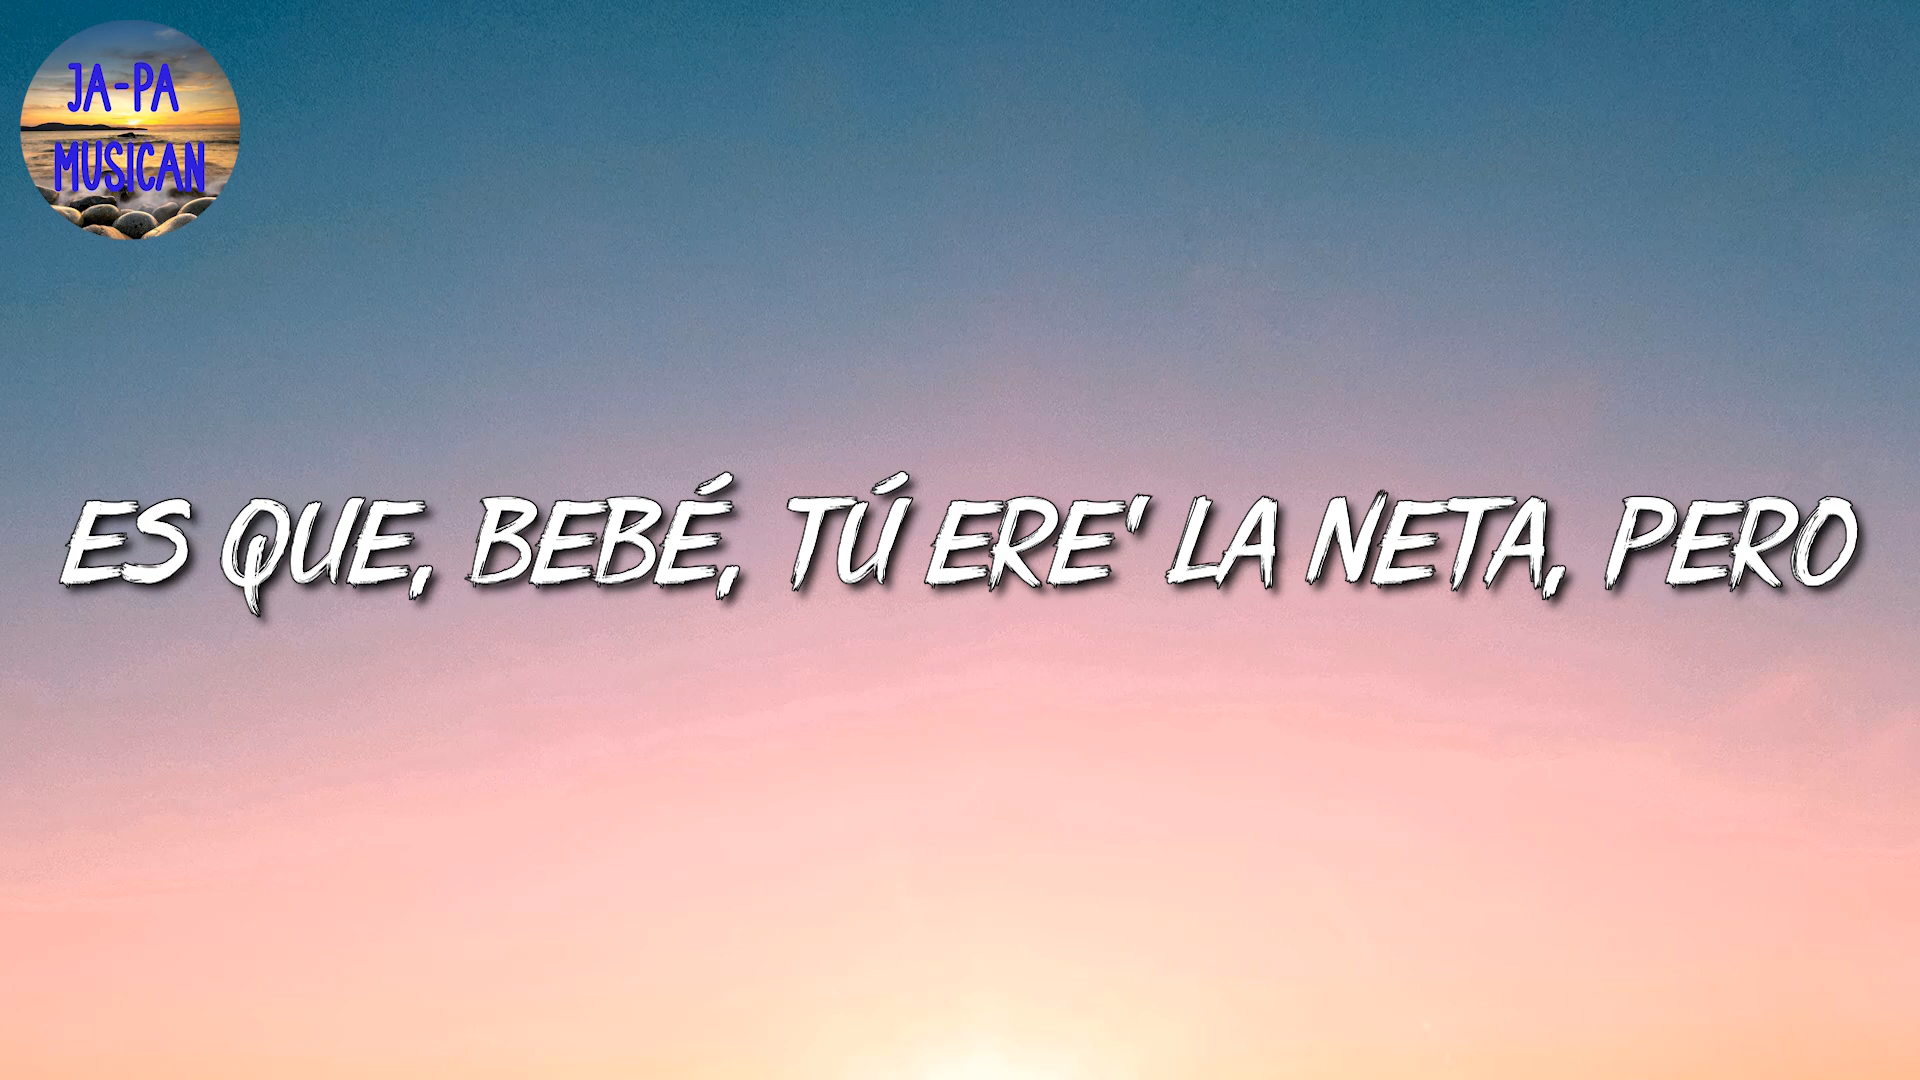 JA-PA
MUSICAN
ES QUE, BEBÉ, TÚ ERE' LA NETA, PERO